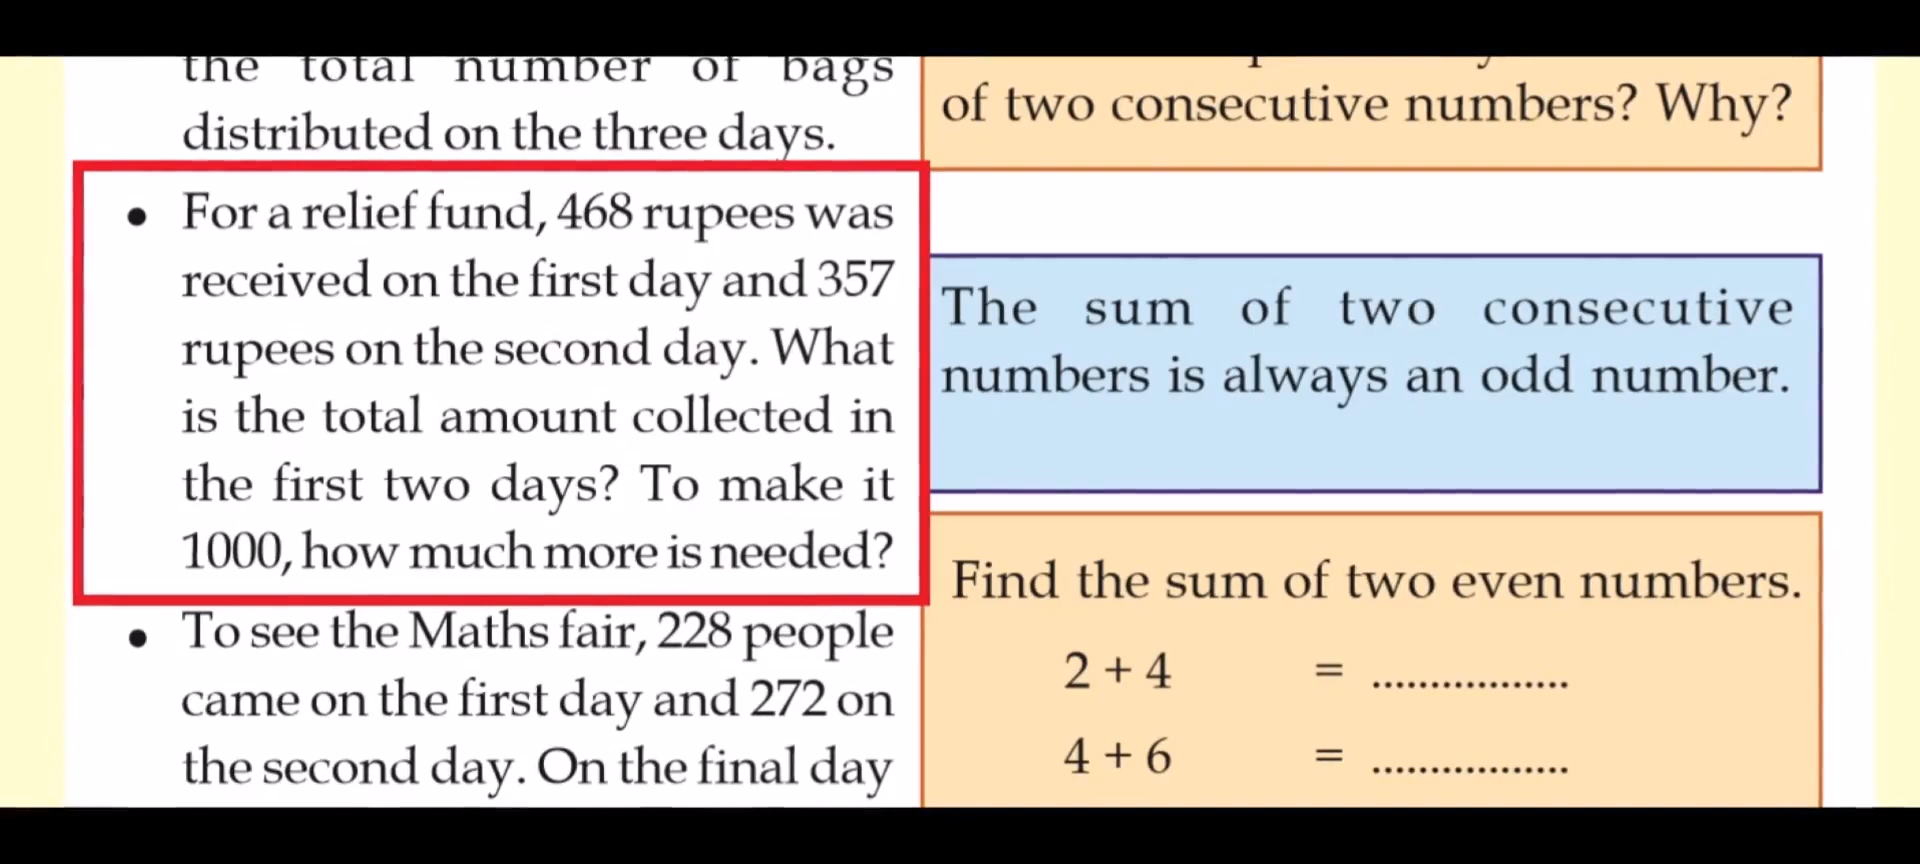 the total number of bags
distributed on the three days.
• For a relief fund, 468 rupees was
received on the first day and 357
rupees on the second day. What
is the total amount collected in
the first two days? To make it
1000, how much more is needed?
• To see the Maths fair, 228 people
came on the first day and 272 on
the second day. On the final day
of two consecutive numbers? Why?
The sum of two consecutive
numbers is always an odd number.
Find the sum of two even numbers.
2 + 4 = .................
4 + 6 = .................